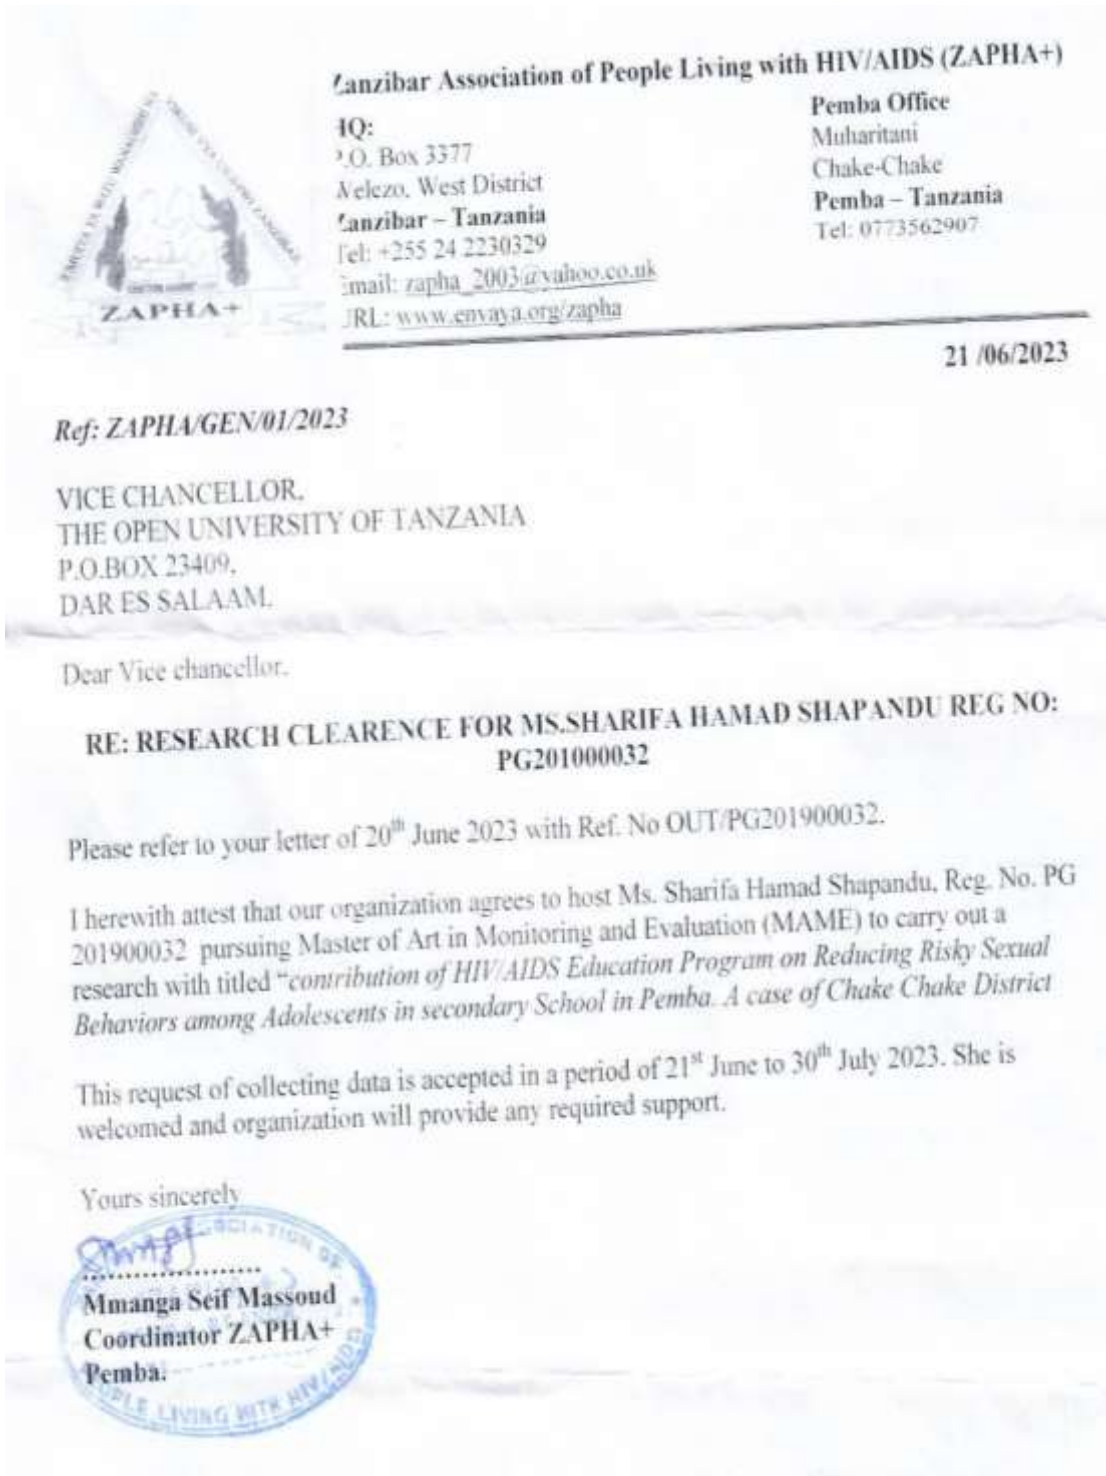 Zanzibar Association of People Living with HIV/AIDS (ZAPHA+)
HQ:
P.O. Box 3377
Welezo, West District
Zanzibar – Tanzania
Tel: +255 24 2230329
Email: zapha_2003@yahoo.co.uk
URL: www.envaya.org/zapha
Pemba Office
Muharitani
Chake-Chake
Pemba – Tanzania
Tel: 0773562907
ZAPHA+
21 /06/2023
Ref: ZAPHA/GEN/01/2023
VICE CHANCELLOR,
THE OPEN UNIVERSITY OF TANZANIA
P.O.BOX 23409,
DAR ES SALAAM.
Dear Vice chancellor.
RE: RESEARCH CLEARENCE FOR MS.SHARIFA HAMAD SHAPANDU REG NO:
PG201000032
Please refer to your letter of 20th June 2023 with Ref. No OUT/PG201900032.
I herewith attest that our organization agrees to host Ms. Sharifa Hamad Shapandu, Reg. No. PG
201900032 pursuing Master of Art in Monitoring and Evaluation (MAME) to carry out a
research with titled “contribution of HIV/AIDS Education Program on Reducing Risky Sexual
Behaviors among Adolescents in secondary School in Pemba. A case of Chake Chake District
This request of collecting data is accepted in a period of 21st June to 30th July 2023. She is
welcomed and organization will provide any required support.
Yours sincerely
Mmanga Seif Massoud
Coordinator ZAPHA+
Pemba.
ASSOCIATION OF
PEOPLE LIVING WITH HIV/AIDS